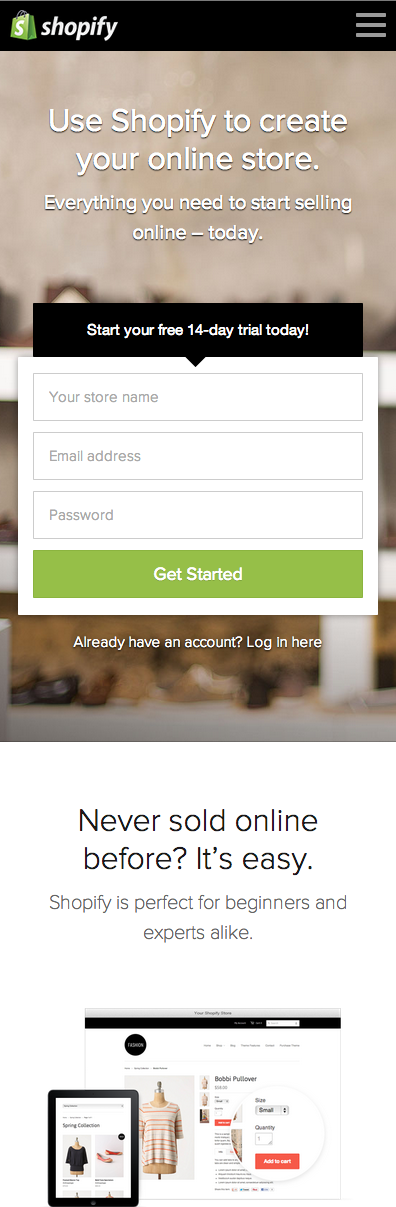 shopify
Use Shopify to create
your online store.
Everything you need to start selling
online – today.
Start your free 14-day trial today!
Your store name
Email address
Password
Get Started
Already have an account? Log in here
Never sold online
before? It's easy.
Shopify is perfect for beginners and
experts alike.
Your Shopify Store
FASHION
Bobbi Pullover
Size
Small
Quantity
1
Add to cart
Spring Collection